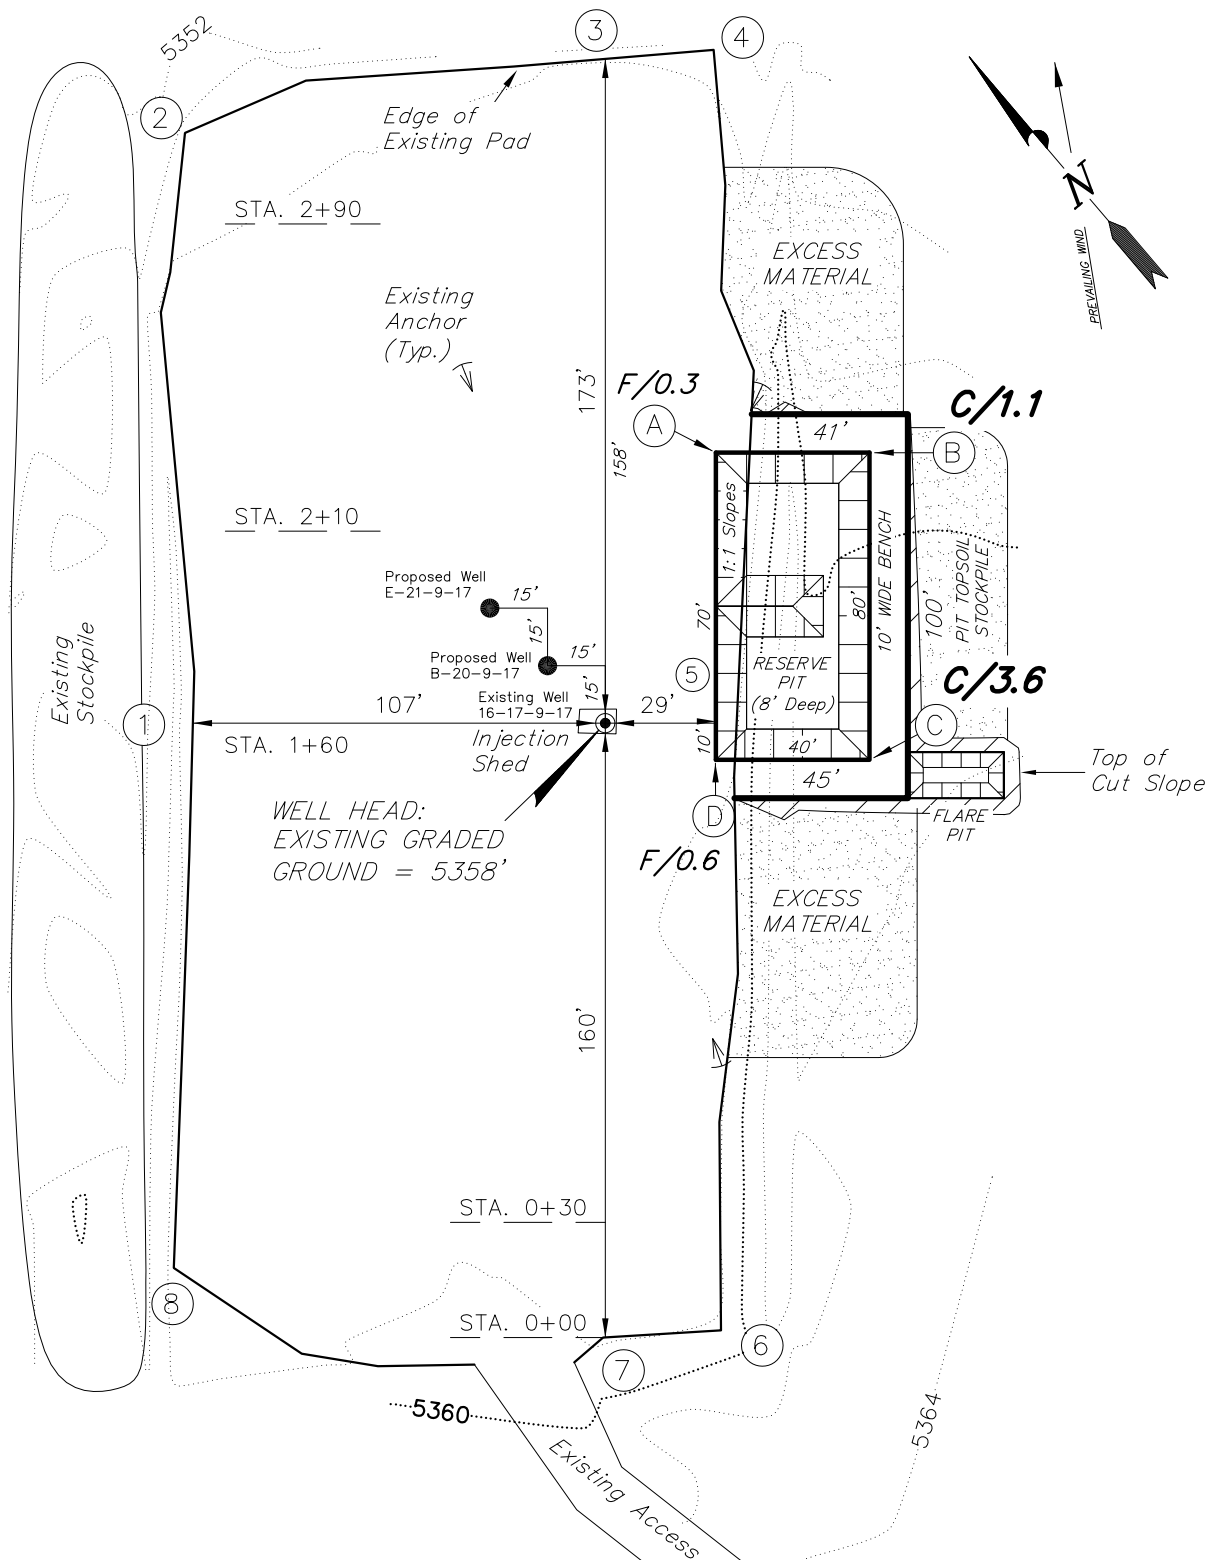 5352
3
4
2
Edge of
Existing Pad
N
PREVAILING WIND
STA. 2+90
EXCESS
MATERIAL
Existing
Anchor
(Typ.)
173'
158'
F/0.3
C/1.1
A
41'
B
1:1 Slopes
STA. 2+10
10' WIDE BENCH
100'
PIT TOPSOIL
STOCKPILE
Proposed Well
E-21-9-17
15'
15'
70'
80'
Existing
Stockpile
Proposed Well
B-20-9-17
15'
15'
5
RESERVE
PIT
(8' Deep)
C/3.6
Existing Well
16-17-9-17
107'
29'
1
STA. 1+60
Injection
Shed
10'
40'
C
45'
Top of
Cut Slope
WELL HEAD:
EXISTING GRADED
GROUND = 5358'
D
FLARE
PIT
F/0.6
EXCESS
MATERIAL
160'
STA. 0+30
8
STA. 0+00
6
7
5360
5364
Existing Access